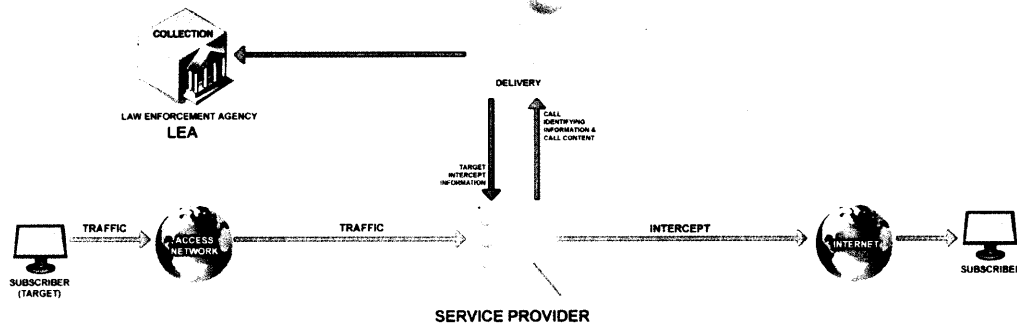 COLLECTION
LAW ENFORCEMENT AGENCY
LEA
DELIVERY
CALL
IDENTIFYING
INFORMATION &
CALL CONTENT
TARGET
INTERCEPT
INFORMATION
TRAFFIC
ACCESS
NETWORK
TRAFFIC
INTERCEPT
INTERNET
SUBSCRIBER
(TARGET)
SUBSCRIBER
SERVICE PROVIDER